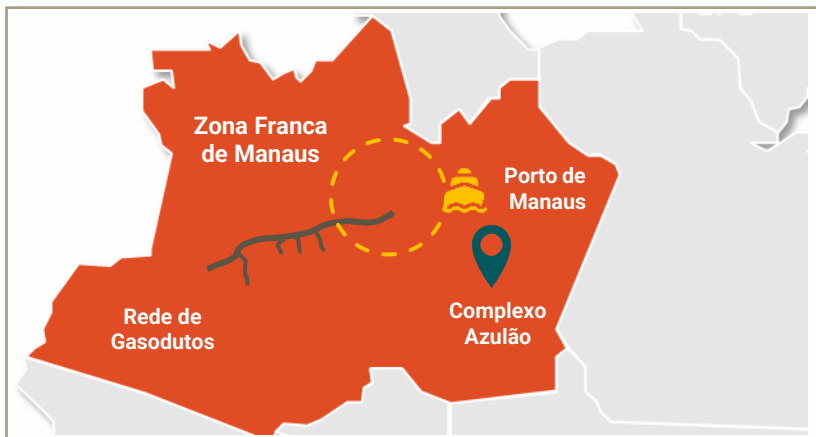 Zona Franca
de Manaus
Porto de
Manaus
Rede de
Gasodutos
Complexo
Azulão